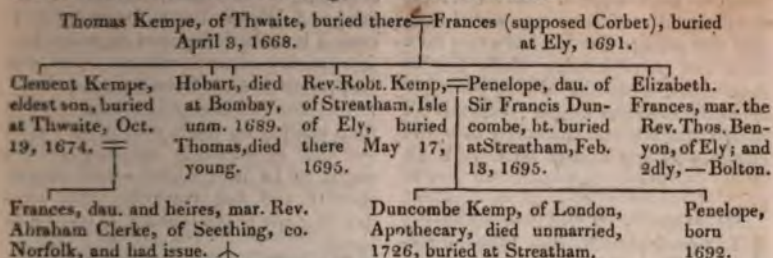 Thomas Kempe, of Thwaite, buried there = Frances (supposed Corbet), buried
April 3, 1668.
at Ely, 1691.
Clement Kempe,
eldest son, buried
at Thwaite, Oct.
19, 1674. =
Hobart, died
at Bombay,
unm. 1689.
Thomas, died
young.
Rev. Robt. Kemp, =
of Streatham, Isle
of Ely, buried
there May 17,
1695.
Penelope, dau. of
Sir Francis Dun-
combe, bt. buried
at Streatham, Feb.
18, 1695.
Elizabeth.
Frances, mar. the
Rev. Thos. Ben-
yon, of Ely; and
2dly, — Bolton.
Frances, dau. and heires, mar. Rev.
Abraham Clerke, of Seething, co.
Norfolk, and had issue.
Duncombe Kemp, of London,
Apothecary, died unmarried,
1726, buried at Streatham.
Penelope,
born
1692.